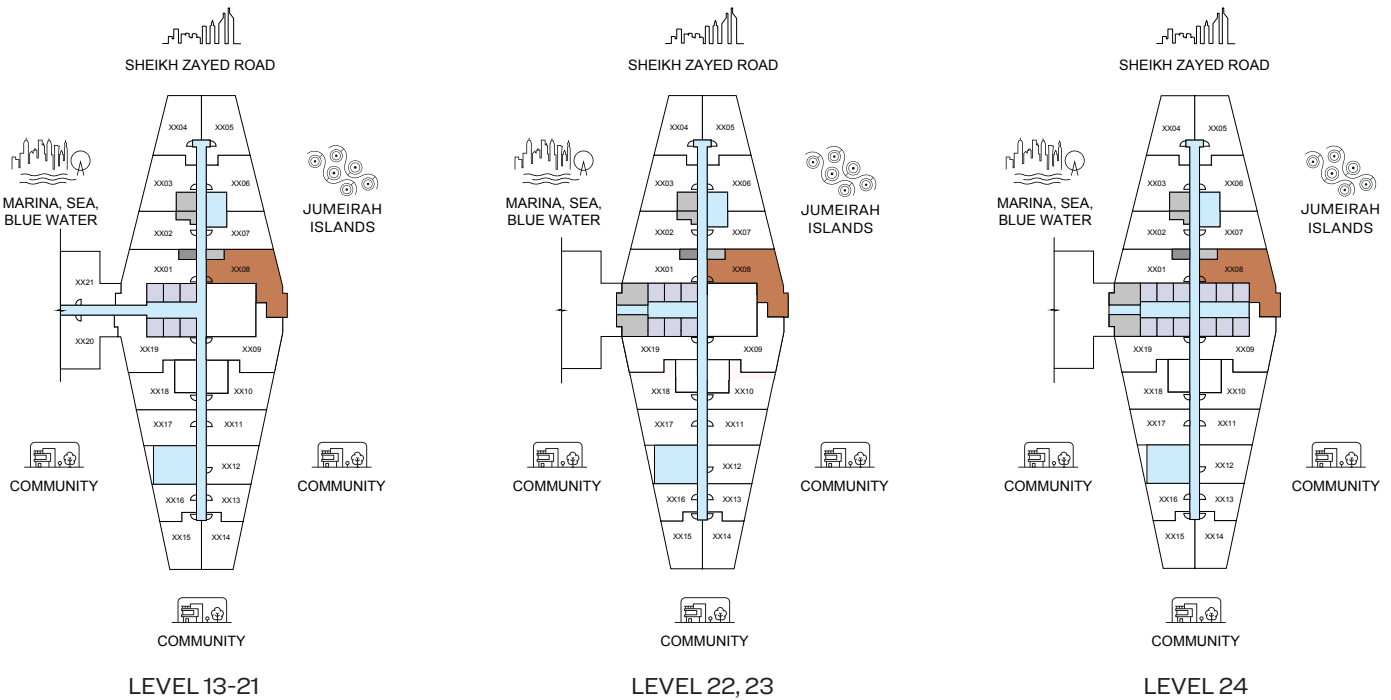 SHEIKH ZAYED ROAD
MARINA, SEA,
BLUE WATER
JUMEIRAH
ISLANDS
XX04
XX05
XX03
XX06
XX02
XX07
XX01
XX08
XX21
XX20
XX19
XX09
XX18
XX10
XX17
XX11
XX12
XX16
XX13
XX15
XX14
COMMUNITY
COMMUNITY
COMMUNITY
LEVEL 13-21
SHEIKH ZAYED ROAD
MARINA, SEA,
BLUE WATER
JUMEIRAH
ISLANDS
XX04
XX05
XX03
XX06
XX02
XX07
XX01
XX08
XX19
XX09
XX18
XX10
XX17
XX11
XX12
XX16
XX13
XX15
XX14
COMMUNITY
COMMUNITY
COMMUNITY
LEVEL 22, 23
SHEIKH ZAYED ROAD
MARINA, SEA,
BLUE WATER
JUMEIRAH
ISLANDS
XX04
XX05
XX03
XX06
XX02
XX07
XX01
XX08
XX19
XX09
XX18
XX10
XX17
XX11
XX12
XX16
XX13
XX15
XX14
COMMUNITY
COMMUNITY
COMMUNITY
LEVEL 24